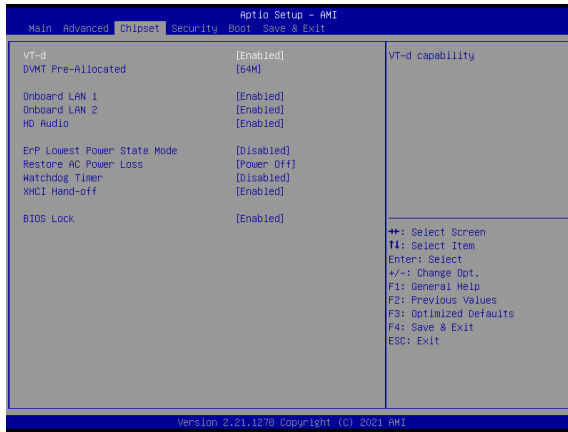 Aptio Setup - AMI
Main Advanced Chipset Security Boot Save & Exit
VT-d [Enabled]
DVMT Pre-Allocated [64M]
Onboard LAN 1 [Enabled]
Onboard LAN 2 [Enabled]
HD Audio [Enabled]
ErP Lowest Power State Mode [Disabled]
Restore AC Power Loss [Power Off]
Watchdog Timer [Disabled]
XHCI Hand-off [Enabled]
BIOS Lock [Enabled]
VT-d capability
→←: Select Screen
↑↓: Select Item
Enter: Select
+/-: Change Opt.
F1: General Help
F2: Previous Values
F3: Optimized Defaults
F4: Save & Exit
ESC: Exit
Version 2.21.1278 Copyright (C) 2021 AMI